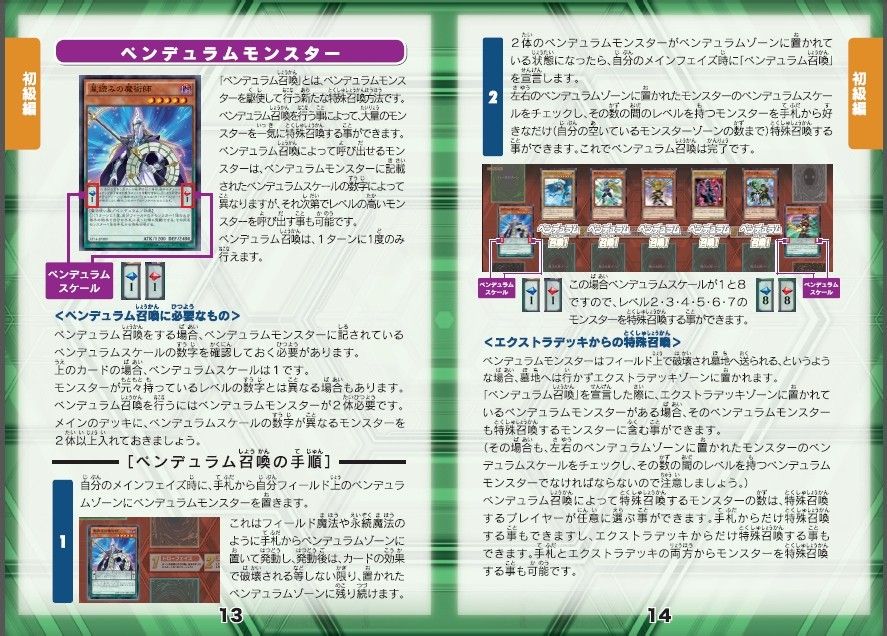 初級編
ペンデュラムモンスター
星読みの魔術師
ATK/1200 DEF/2400
ペンデュラム
スケール
1
1
「ペンデュラム召喚」とは、ペンデュラムモンス
ターを駆使して行う新たな特殊召喚方法です。
ペンデュラム召喚を行う事によって、大量のモン
スターを一気に特殊召喚する事ができます。
ペンデュラム召喚によって呼び出せるモン
スターは、ペンデュラムモンスターに記載
されたペンデュラムスケールの数字によって
異なりますが、それ次第でレベルの高いモン
スターを呼び出す事も可能です。
ペンデュラム召喚は、1ターンに1度のみ
行えます。
<ペンデュラム召喚に必要なもの>
ペンデュラム召喚をする場合、ペンデュラムモンスターに記されている
ペンデュラムスケールの数字を確認しておく必要があります。
上のカードの場合、ペンデュラムスケールは1です。
モンスターが元々持っているレベルの数字とは異なる場合もあります。
ペンデュラム召喚を行うにはペンデュラムモンスターが2体必要です。
メインのデッキに、ペンデュラムスケールの数字が異なるモンスターを
2体以上入れておきましょう。
[ペンデュラム召喚の手順]
1
自分のメインフェイズ時に、手札から自分フィールド上のペンデュラ
ムゾーンにペンデュラムモンスターを置きます。
これはフィールド魔法や永続魔法の
ように手札からペンデュラムゾーンに
置いて発動し、発動後は、カードの効果
で破壊される等しない限り、置かれた
ペンデュラムゾーンに残り続けます。
13
初級編
2
2体のペンデュラムモンスターがペンデュラムゾーンに置かれて
いる状態になったら、自分のメインフェイズ時に「ペンデュラム召喚」
を宣言します。
左右のペンデュラムゾーンに置かれたモンスターのペンデュラムスケー
ルをチェックし、その数の間のレベルを持つモンスターを手札から好
きなだけ(自分の空いているモンスターゾーンの数まで)特殊召喚する
事ができます。これでペンデュラム召喚は完了です。
ペンデュラム召喚!
ペンデュラム召喚!
ペンデュラム召喚!
ペンデュラム召喚!
ペンデュラム召喚!
ペンデュラム
スケール
1
1
この場合ペンデュラムスケールが1と8
ですので、レベル2・3・4・5・6・7の
モンスターを特殊召喚する事ができます。
8
8
ペンデュラム
スケール
<エクストラデッキからの特殊召喚>
ペンデュラムモンスターはフィールド上で破壊され墓地へ送られる、というよう
な場合、墓地へは行かずエクストラデッキゾーンに置かれます。
「ペンデュラム召喚」を宣言した際に、エクストラデッキゾーンに置かれて
いるペンデュラムモンスターがある場合、そのペンデュラムモンスター
も特殊召喚するモンスターに含む事ができます。
(その場合も、左右のペンデュラムゾーンに置かれたモンスターのペン
デュラムスケールをチェックし、その数の間のレベルを持つペンデュラム
モンスターでなければならないので注意しましょう。)
ペンデュラム召喚によって特殊召喚するモンスターの数は、特殊召喚
するプレイヤーが任意に選ぶ事ができます。手札からだけ特殊召喚
する事もできますし、エクストラデッキからだけ特殊召喚する事も
できます。手札とエクストラデッキの両方からモンスターを特殊召喚
する事も可能です。
14